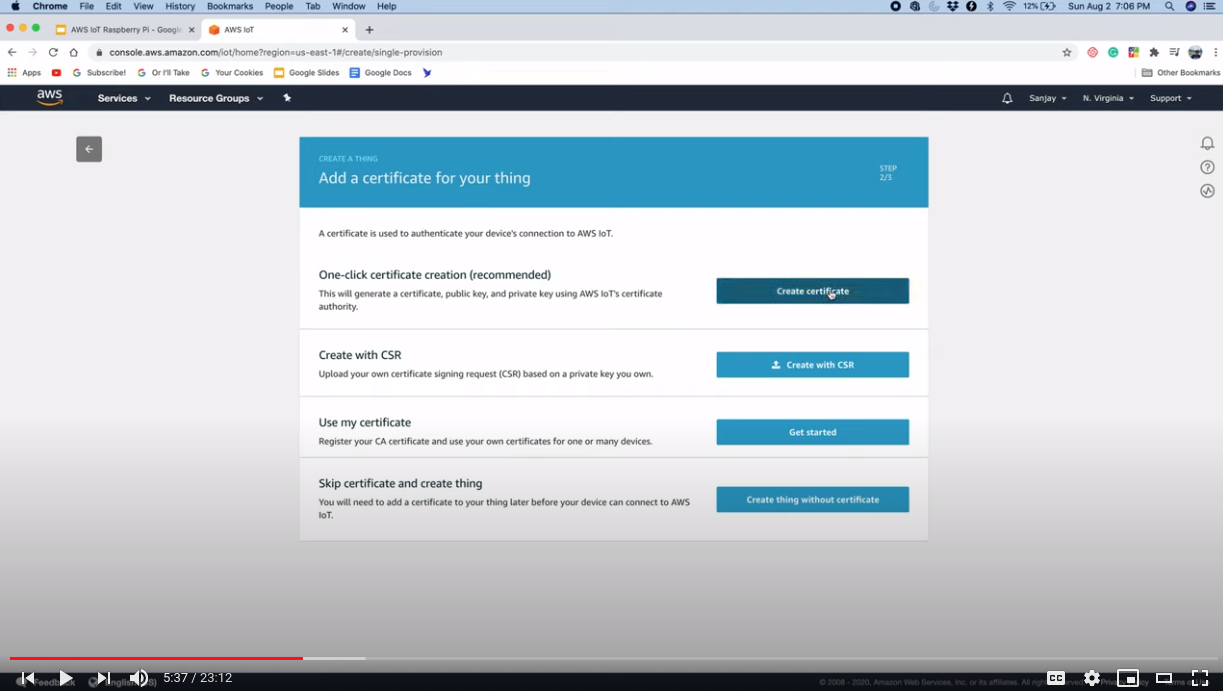 Chrome File Edit View History Bookmarks People Tab Window Help 12% Sun Aug 2 7:06 PM
AWS IoT Raspberry Pi - Google AWS IoT
console.aws.amazon.com/iot/home?region=us-east-1#/create/single-provision
Apps Subscribe! Or I'll Take Your Cookies Google Slides Google Docs Other Bookmarks
aws Services Resource Groups Sanjay N. Virginia Support
CREATE A THING
Add a certificate for your thing
STEP
2/3
A certificate is used to authenticate your device's connection to AWS IoT.
One-click certificate creation (recommended)
This will generate a certificate, public key, and private key using AWS IoT's certificate
authority.
Create certificate
Create with CSR
Upload your own certificate signing request (CSR) based on a private key you own.
Create with CSR
Use my certificate
Register your CA certificate and use your own certificates for one or many devices.
Get started
Skip certificate and create thing
You will need to add a certificate to your thing later before your device can connect to AWS
IoT.
Create thing without certificate
5:37 / 23:12
CC
Feedback English (US) © 2008 - 2020, Amazon Web Services, Inc. or its affiliates. All rights